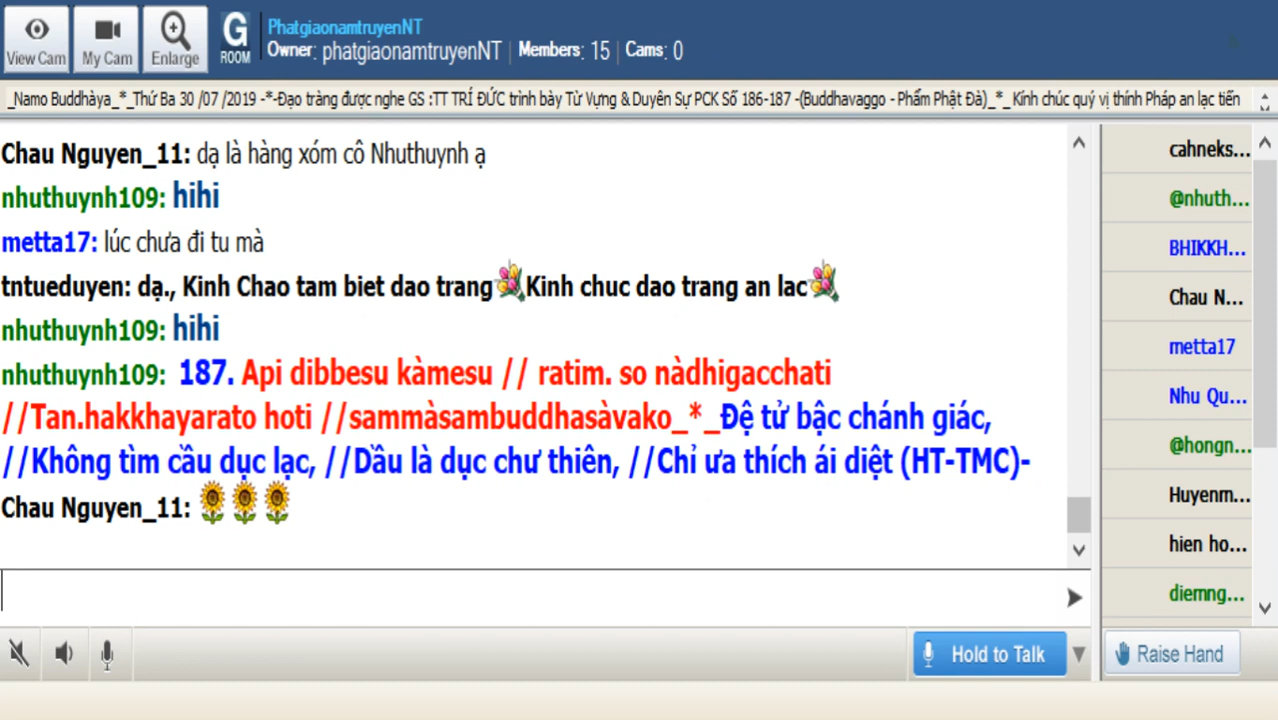 View Cam
My Cam
Enlarge
G
ROOM
PhatgiaonamtruyenNT
Owner: phatgiaonamtruyenNT | Members: 15 | Cams: 0
_Namo Buddhàya_*_Thứ Ba 30 /07 /2019 -*-Đạo tràng được nghe GS :TT TRÍ ĐỨC trình bày Từ Vựng & Duyên Sự PCK Số 186-187 -(Buddhavaggo - Phẩm Phật Đà)_*_ Kính chúc quý vị thính Pháp an lạc tiến
Chau Nguyen_11: dạ là hàng xóm cô Nhuthuynh ạ
nhuthuynh109: hihi
metta17: lúc chưa đi tu mà
tntueduyen: dạ., Kinh Chao tam biet dao trang Kinh chuc dao trang an lac
nhuthuynh109: hihi
nhuthuynh109: 187. Api dibbesu kàmesu // ratim. so nàdhigacchati
//Tan.hakkhayarato hoti //sammàsambuddhasàvako_*_Đệ tử bậc chánh giác,
//Không tìm cầu dục lạc, //Dầu là dục chư thiên, //Chỉ ưa thích ái diệt (HT-TMC)-
Chau Nguyen_11:
cahneks...
@nhuth...
BHIKKH...
Chau N...
metta17
Nhu Qu...
@hongn...
Huyenm...
hien ho...
diemng...
Hold to Talk
Raise Hand